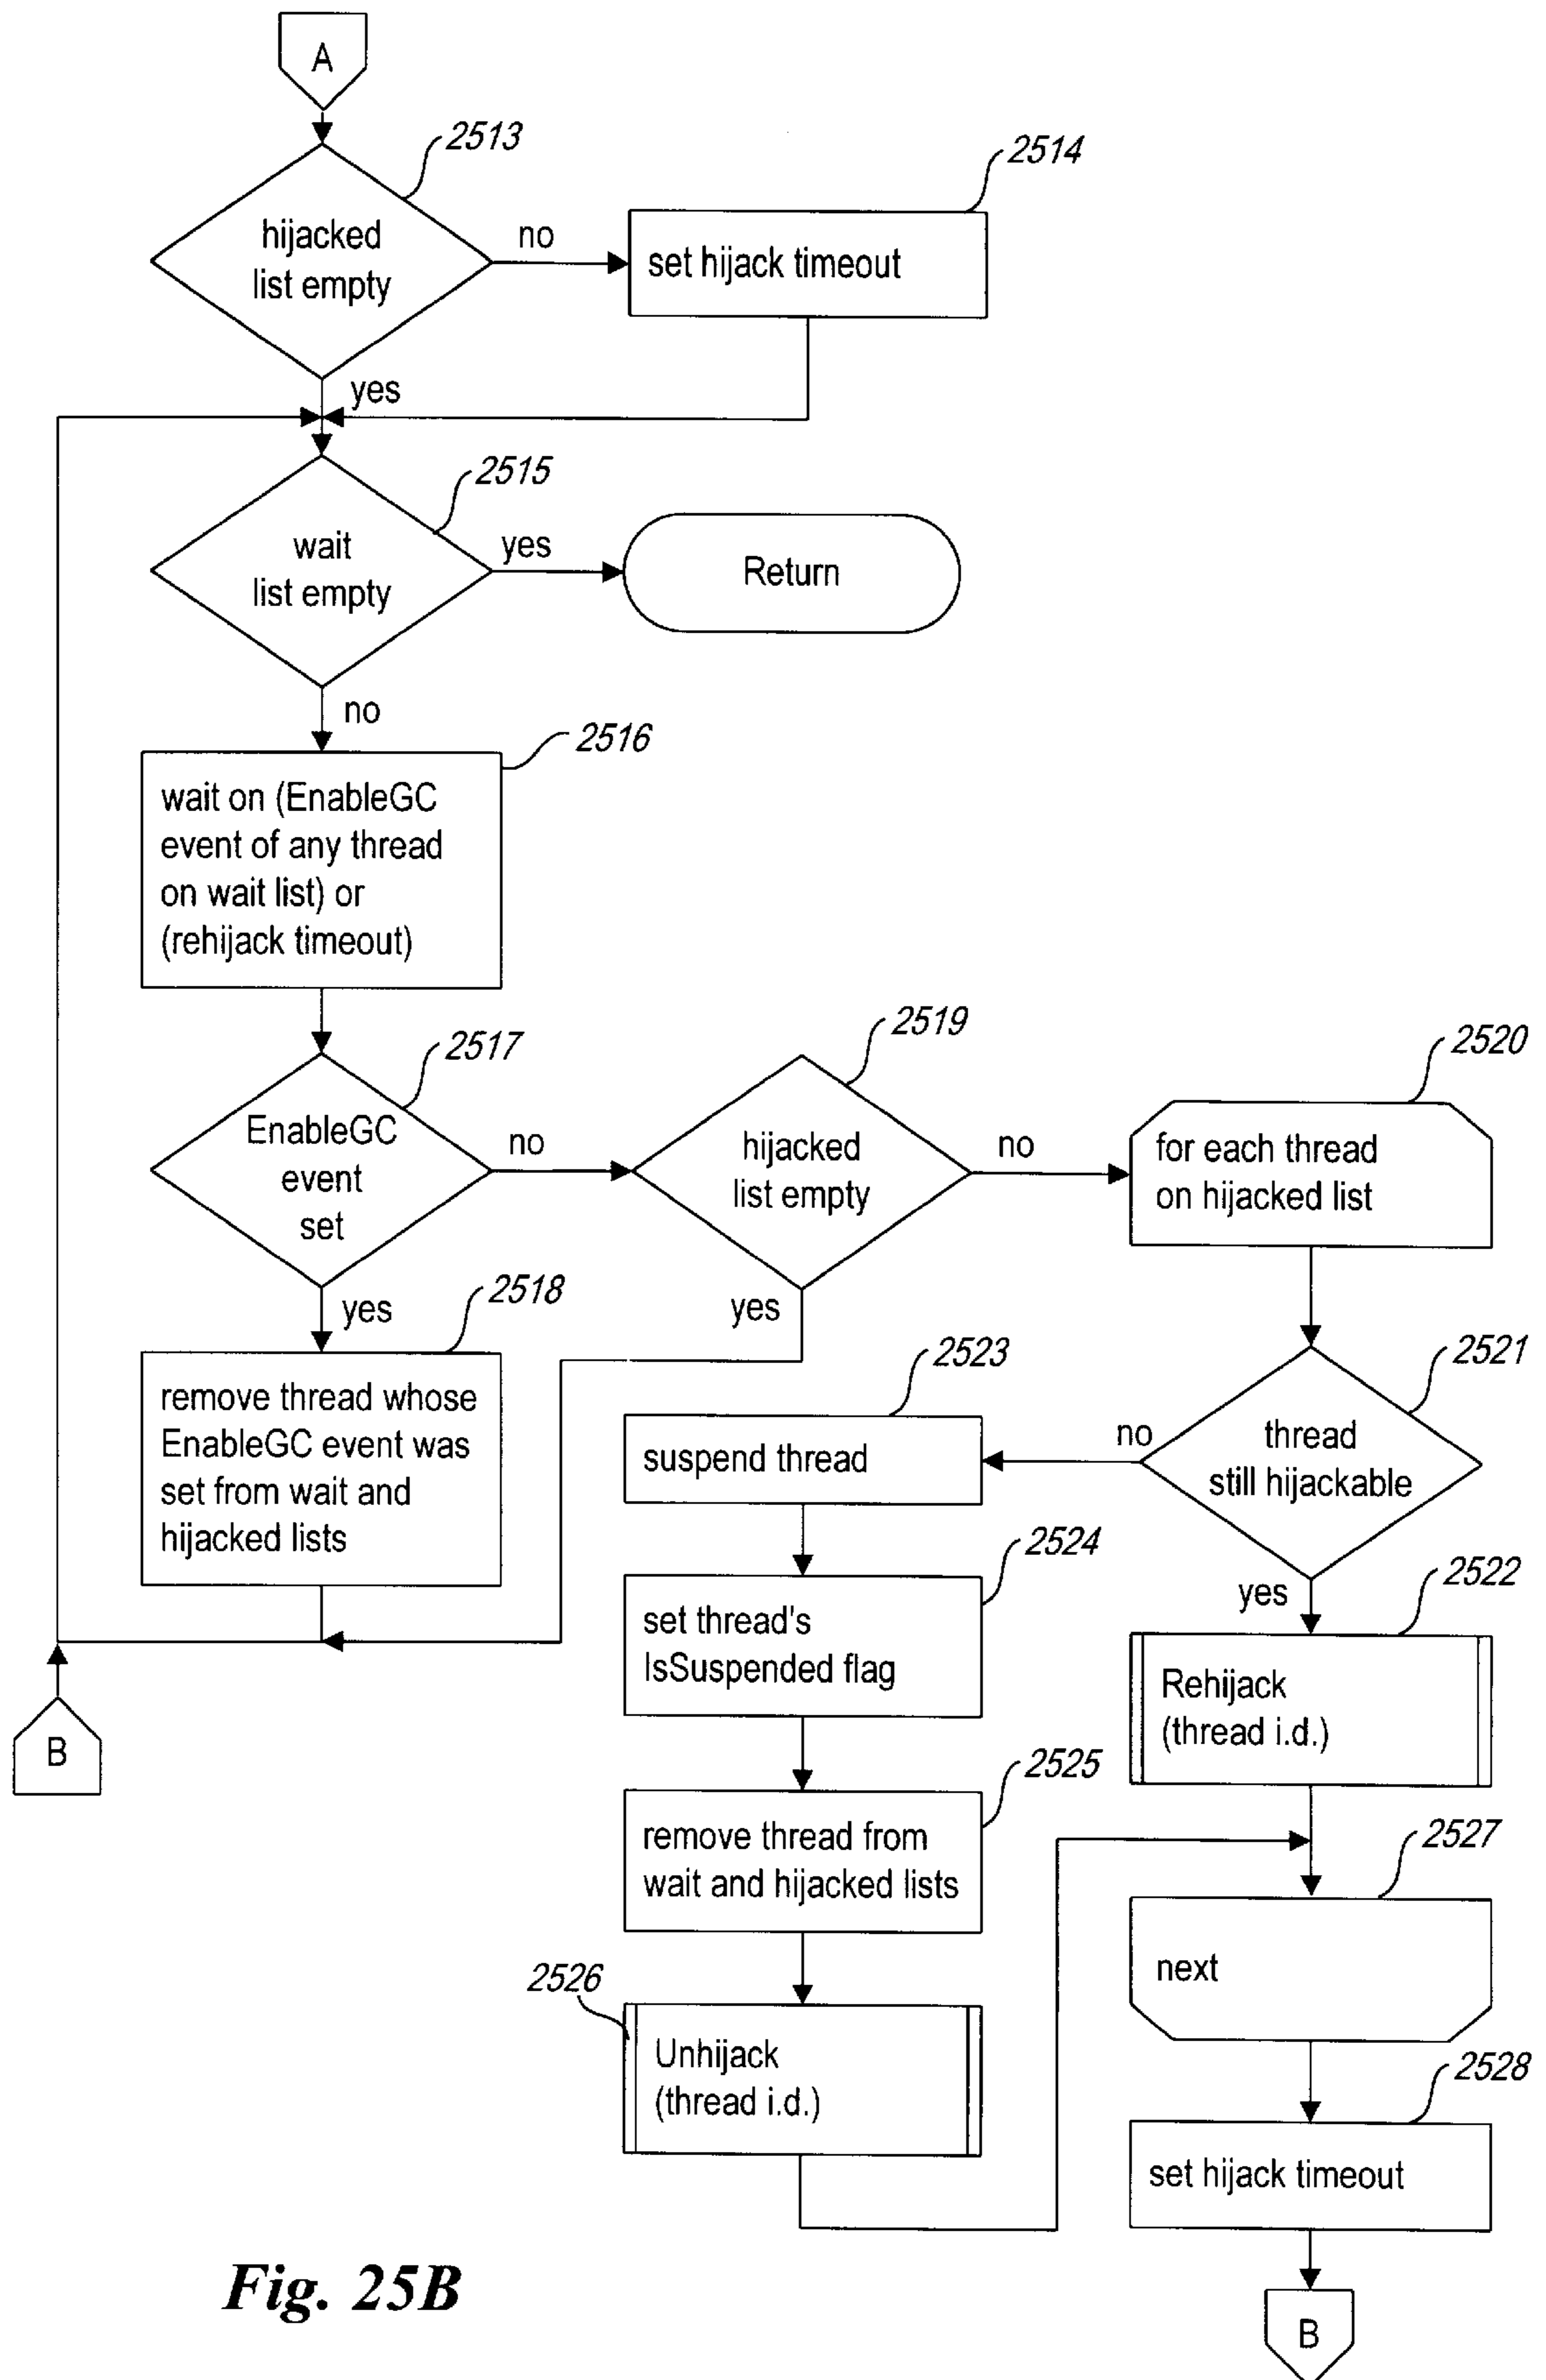 A
2513
2514
hijacked
list empty
no
set hijack timeout
yes
2515
wait
list empty
yes
Return
no
2516
wait on (EnableGC
event of any thread
on wait list) or
(rehijack timeout)
2517
EnableGC
event
set
no
2519
hijacked
list empty
no
2520
for each thread
on hijacked list
yes
2518
remove thread whose
EnableGC event was
set from wait and
hijacked lists
yes
2523
suspend thread
no
2521
thread
still hijackable
2524
set thread's
IsSuspended flag
yes
2522
Rehijack
(thread i.d.)
B
2525
remove thread from
wait and hijacked lists
2527
next
2526
Unhijack
(thread i.d.)
2528
set hijack timeout
B
Fig. 25B